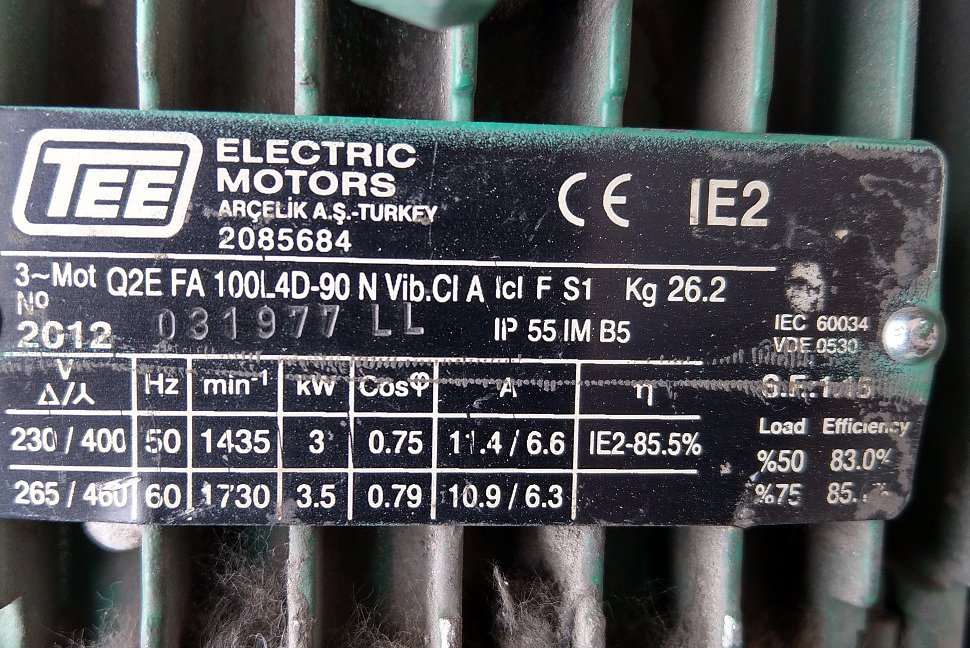 TEE
ELECTRIC
MOTORS
ARÇELİK A.Ş.-TURKEY
2085684
CE IE2
3~Mot Q2E FA 100L4D-90 N Vib.Cl A Icl F S1 Kg 26.2
No
2012 031977 LL IP 55 IM B5
IEC 60034
VDE 0530
V Δ/⅄ Hz min⁻¹ kW Cosφ A η S.F. 1.15
230 / 400 50 1435 3 0.75 11.4 / 6.6 IE2-85.5%
265 / 460 60 1730 3.5 0.79 10.9 / 6.3
Load Efficiency
%50 83.0%
%75